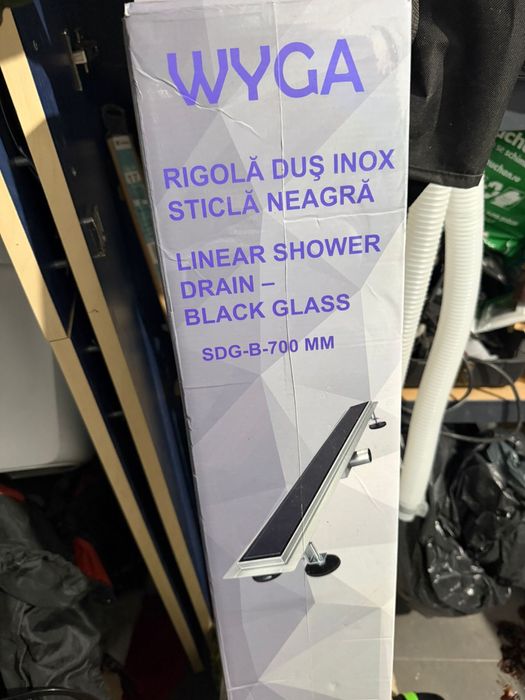 WYGA
RIGOLĂ DUȘ INOX
STICLĂ NEAGRĂ
LINEAR SHOWER
DRAIN –
BLACK GLASS
SDG-B-700 MM